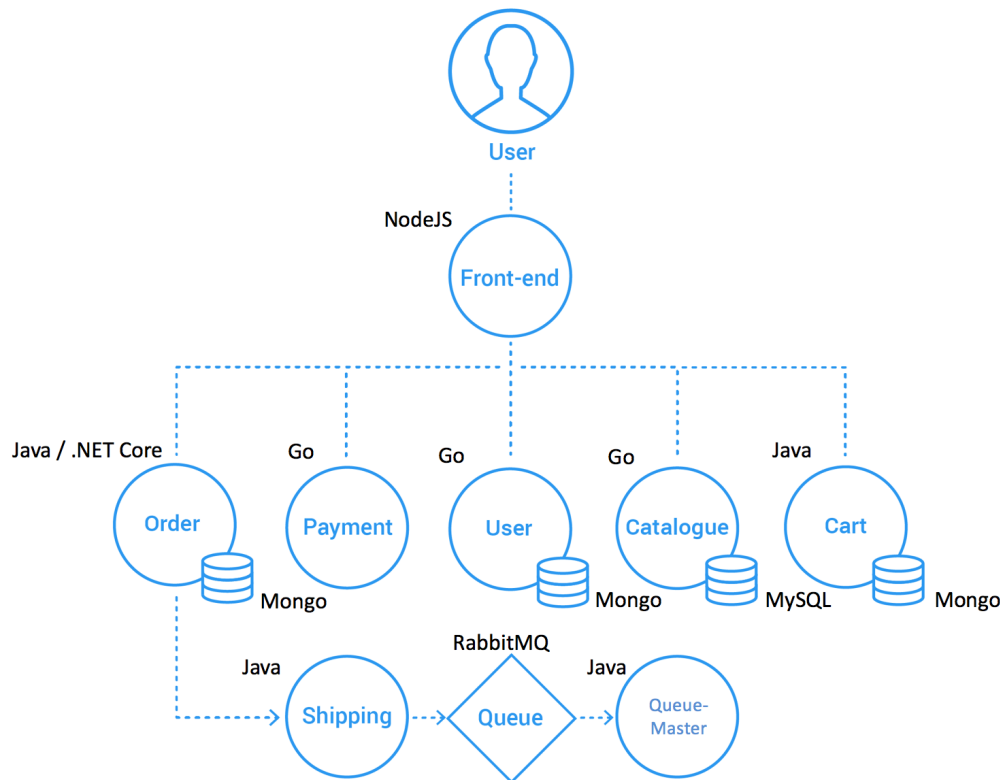 User
NodeJS
Front-end
Java / .NET Core
Go
Go
Go
Java
Order
Payment
User
Catalogue
Cart
Mongo
Mongo
MySQL
Mongo
RabbitMQ
Java
Java
Shipping
Queue
Queue-
Master